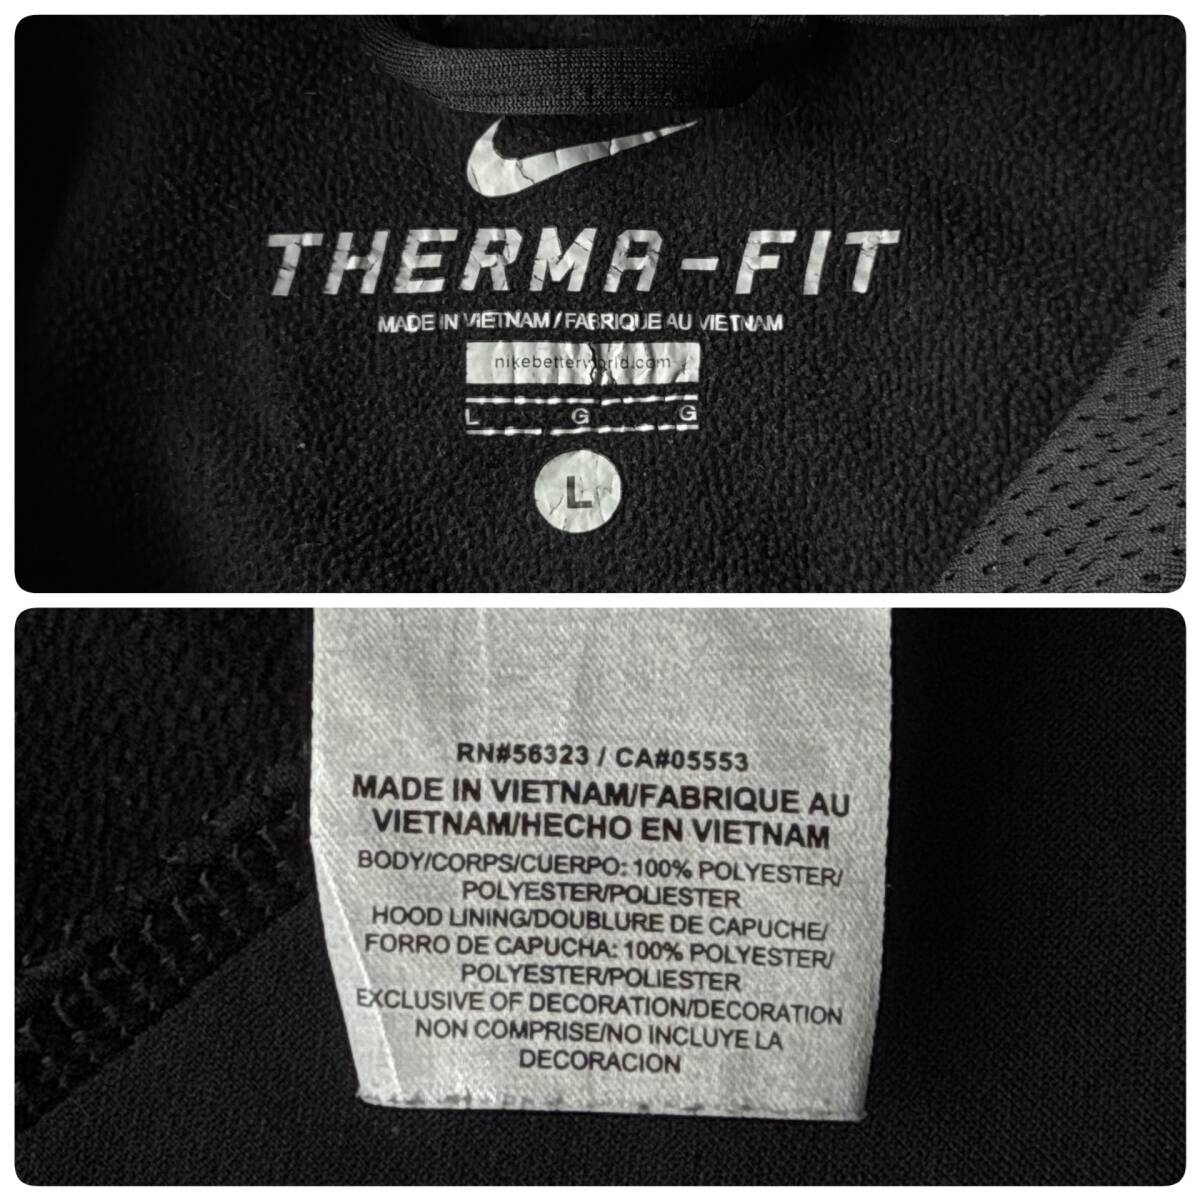 THERMA-FIT
MADE IN VIETNAM / FABRIQUE AU VIETNAM
nikebetterworld.com
L G G
L
RN#56323 / CA#05553
MADE IN VIETNAM/FABRIQUE AU
VIETNAM/HECHO EN VIETNAM
BODY/CORPS/CUERPO: 100% POLYESTER/
POLYESTER/POLIESTER
HOOD LINING/DOUBLURE DE CAPUCHE/
FORRO DE CAPUCHA: 100% POLYESTER/
POLYESTER/POLIESTER
EXCLUSIVE OF DECORATION/DECORATION
NON COMPRISE/NO INCLUYE LA
DECORACION